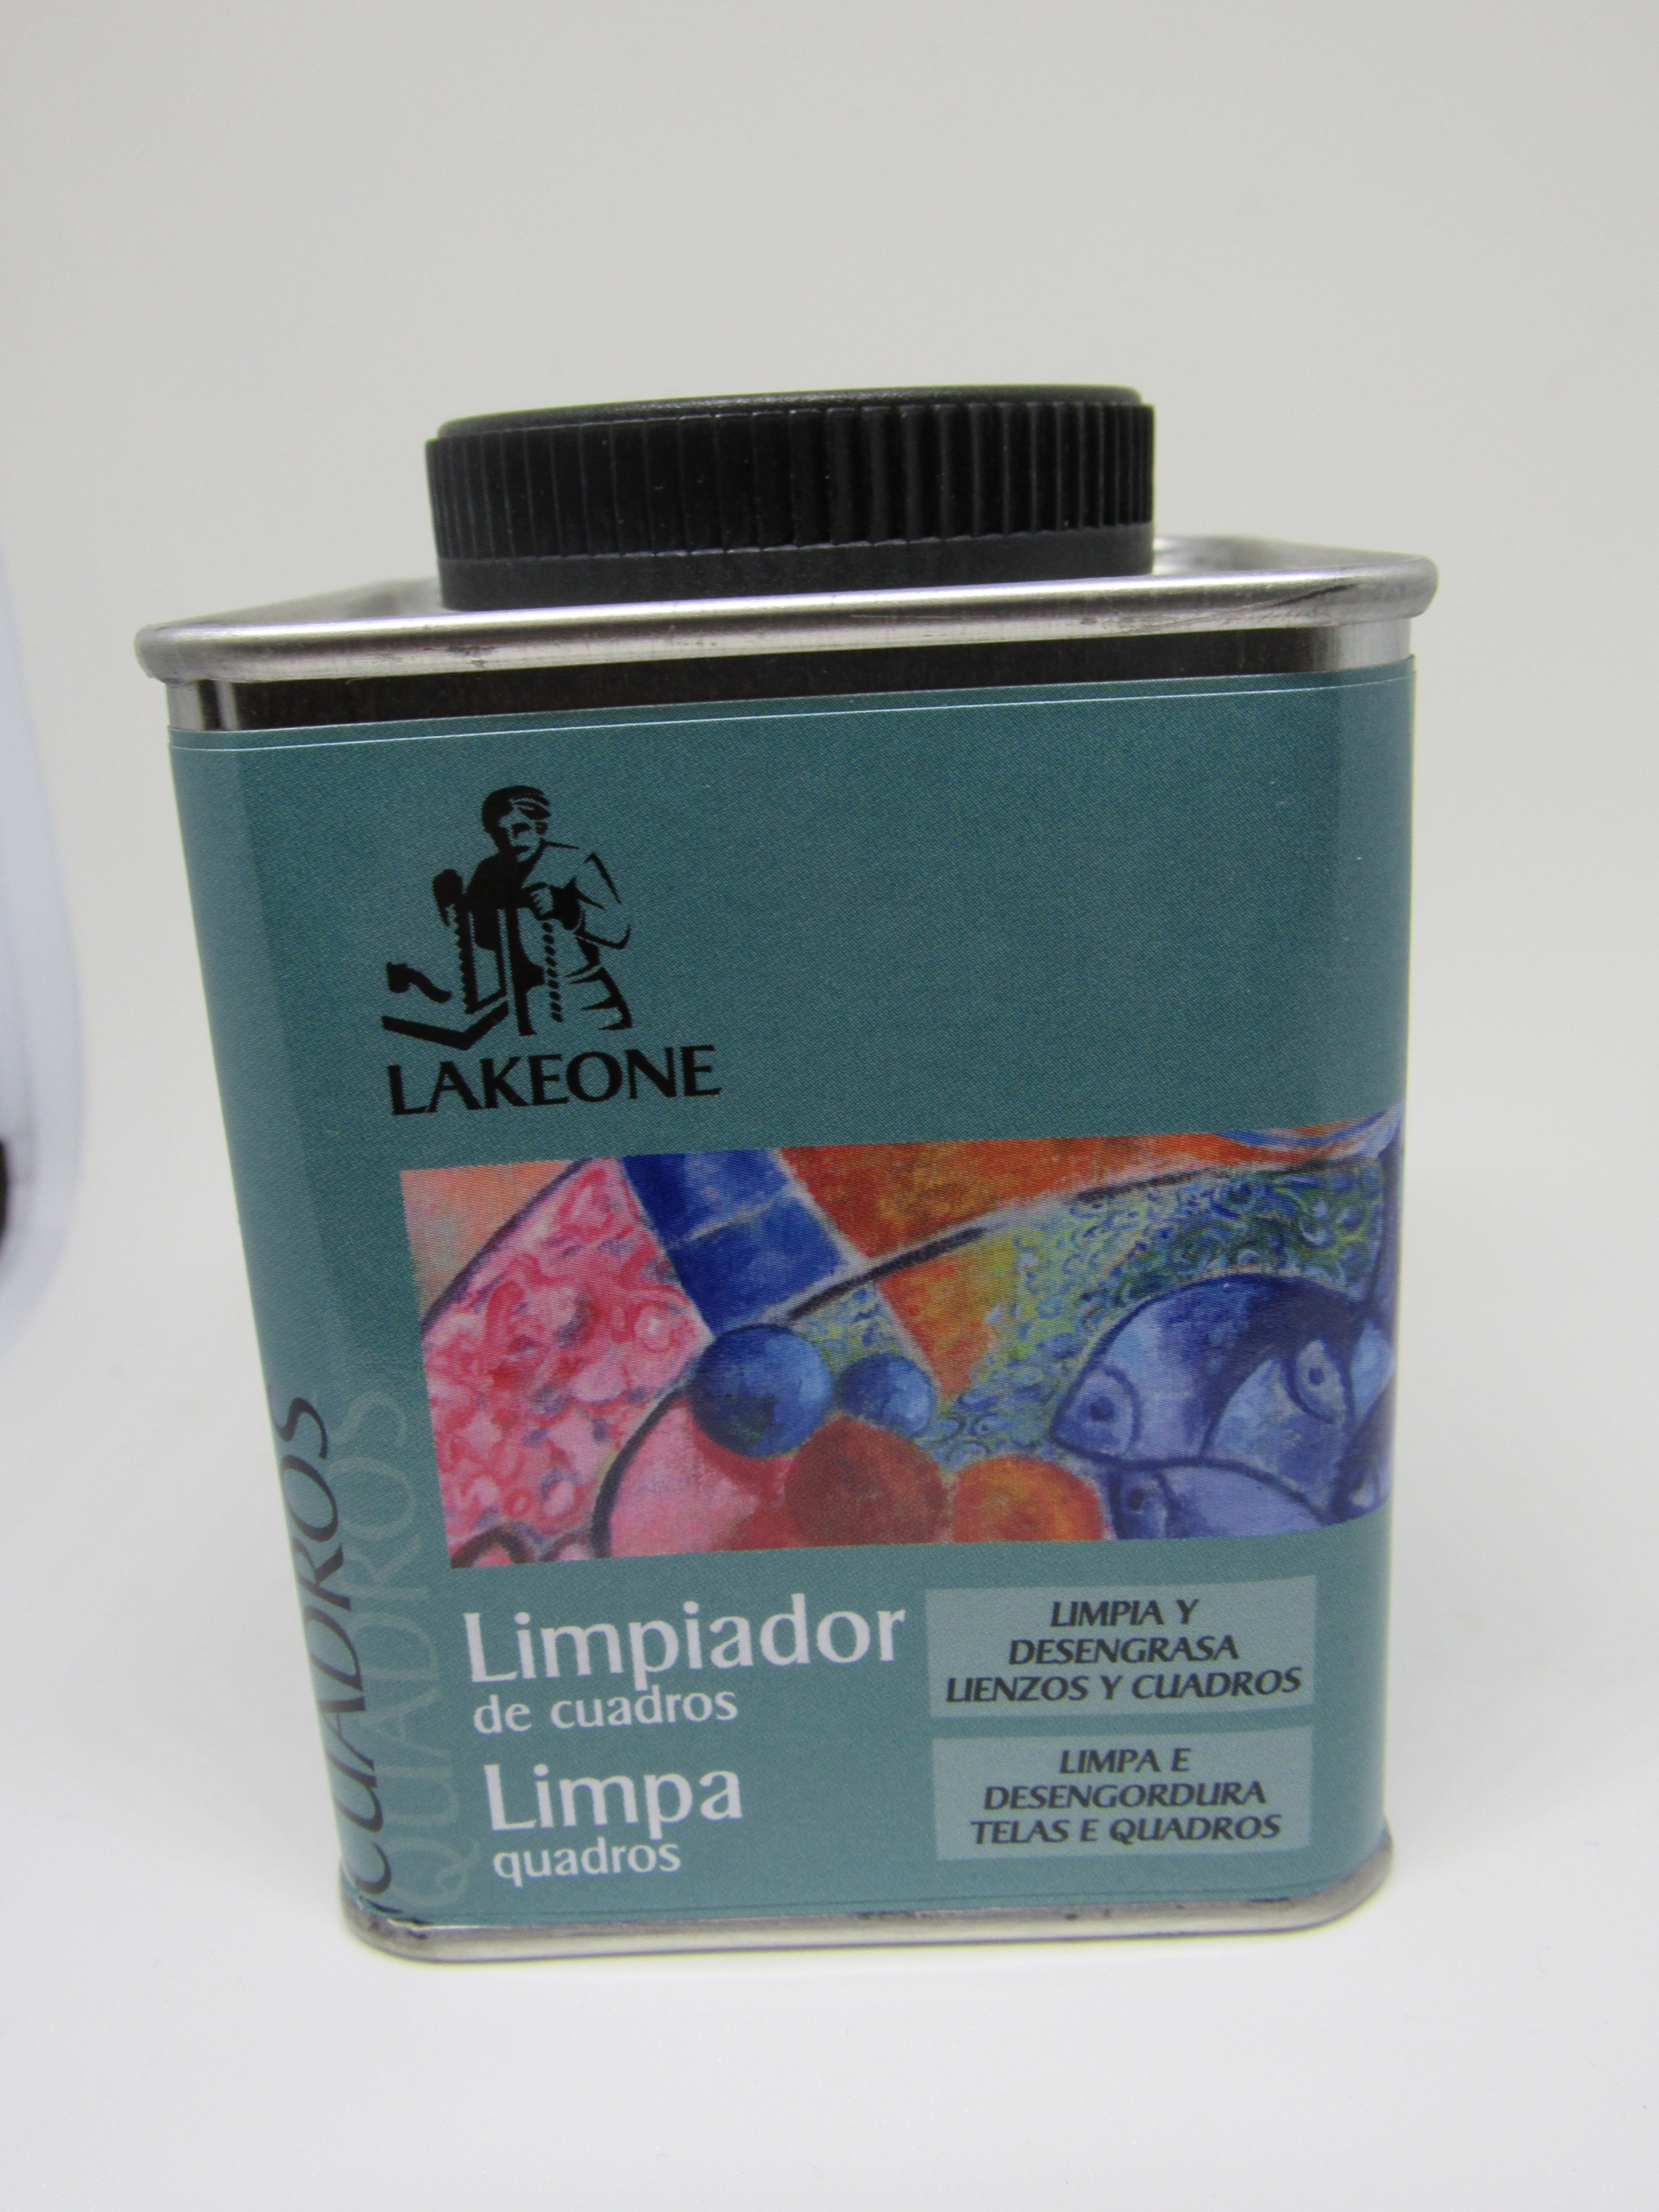 LAKEONE
CUADROS
QUADROS
Limpiador
de cuadros
Limpa
quadros
LIMPIA Y
DESENGRASA
LIENZOS Y CUADROS
LIMPA E
DESENGORDURA
TELAS E QUADROS